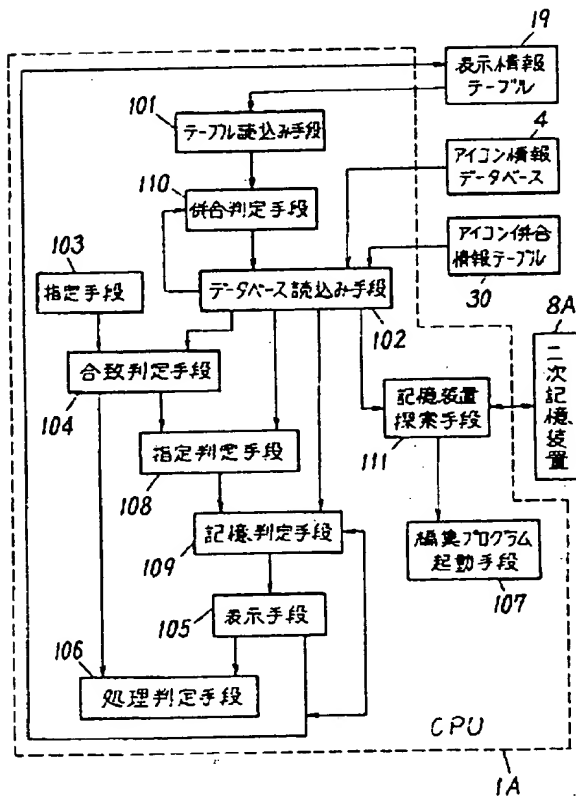 19
表示情報
テーブル
101
テーブル読込み手段
4
アイコン情報
データベース
110
併合判定手段
アイコン併合
情報テーブル
30
103
指定手段
データベース読込み手段
102
8A
二次記憶装置
合致判定手段
104
記憶装置
探索手段
111
指定判定手段
108
記憶判定手段
109
編集プログラム
起動手段
107
105
表示手段
106
処理判定手段
CPU
1A